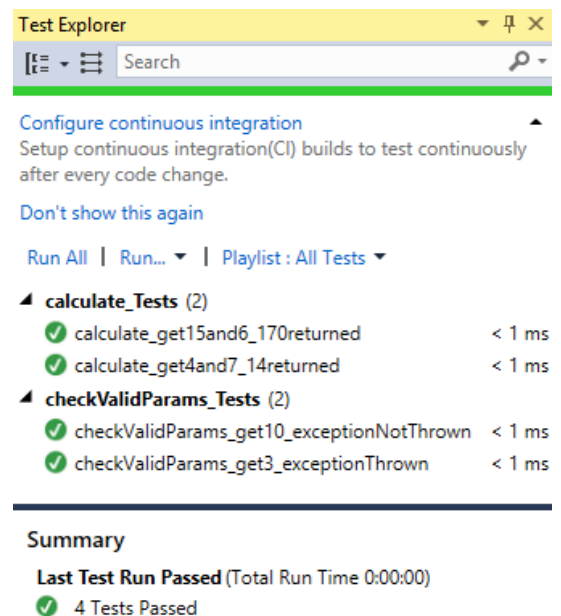 Test Explorer
Search
Configure continuous integration
Setup continuous integration(CI) builds to test continuously
after every code change.
Don't show this again
Run All | Run... | Playlist : All Tests
calculate_Tests (2)
calculate_get15and6_170returned < 1 ms
calculate_get4and7_14returned < 1 ms
checkValidParams_Tests (2)
checkValidParams_get10_exceptionNotThrown < 1 ms
checkValidParams_get3_exceptionThrown < 1 ms
Summary
Last Test Run Passed (Total Run Time 0:00:00)
4 Tests Passed